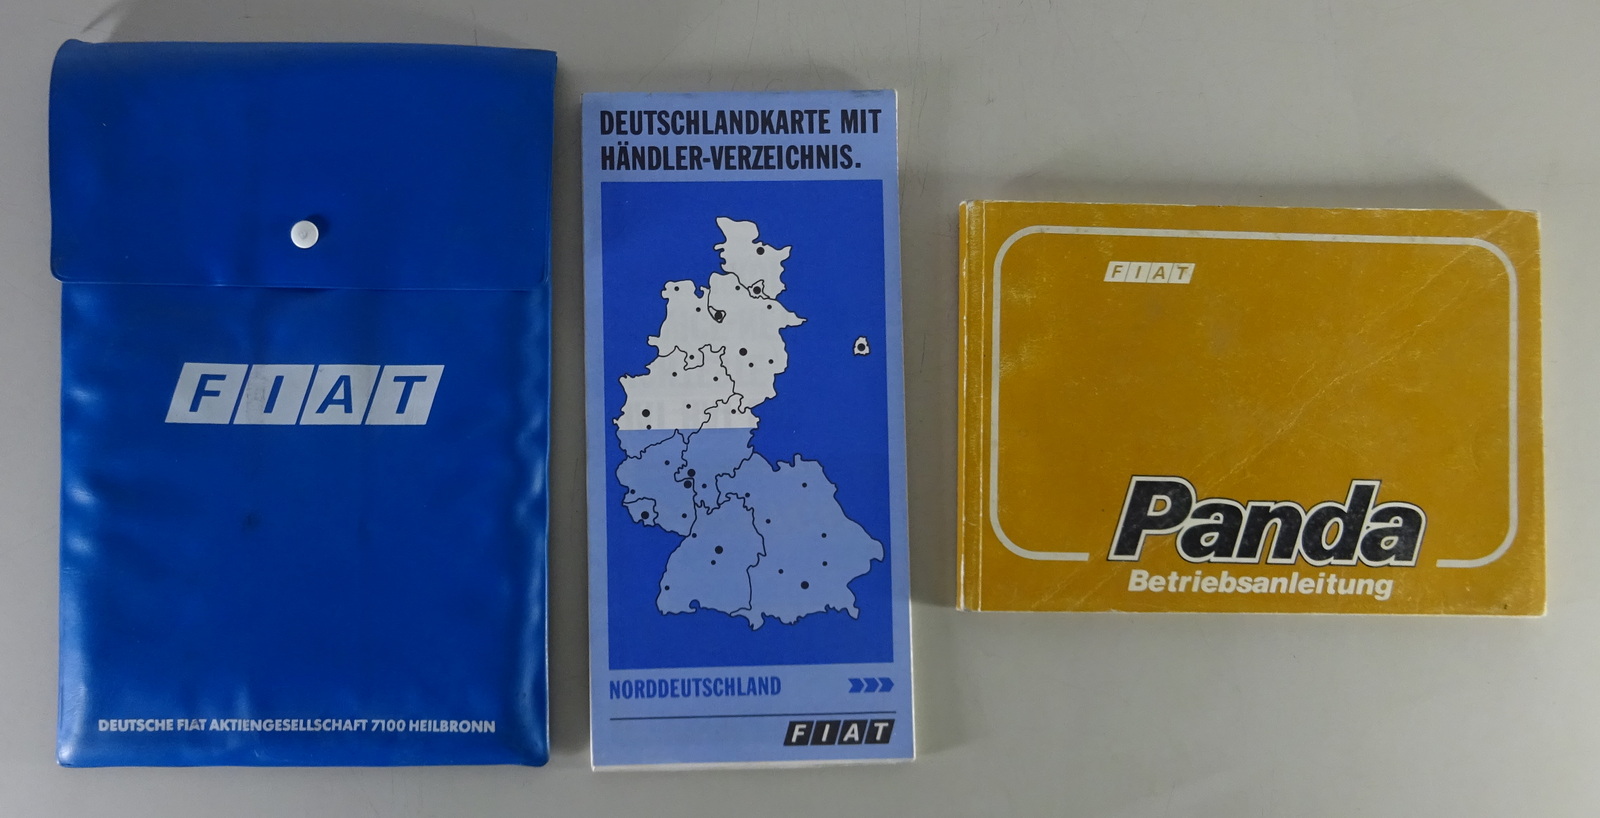 FIAT
DEUTSCHE FIAT AKTIENGESELLSCHAFT 7100 HEILBRONN
DEUTSCHLANDKARTE MIT
HÄNDLER-VERZEICHNIS.
NORDDEUTSCHLAND
FIAT
FIAT
Panda
Betriebsanleitung